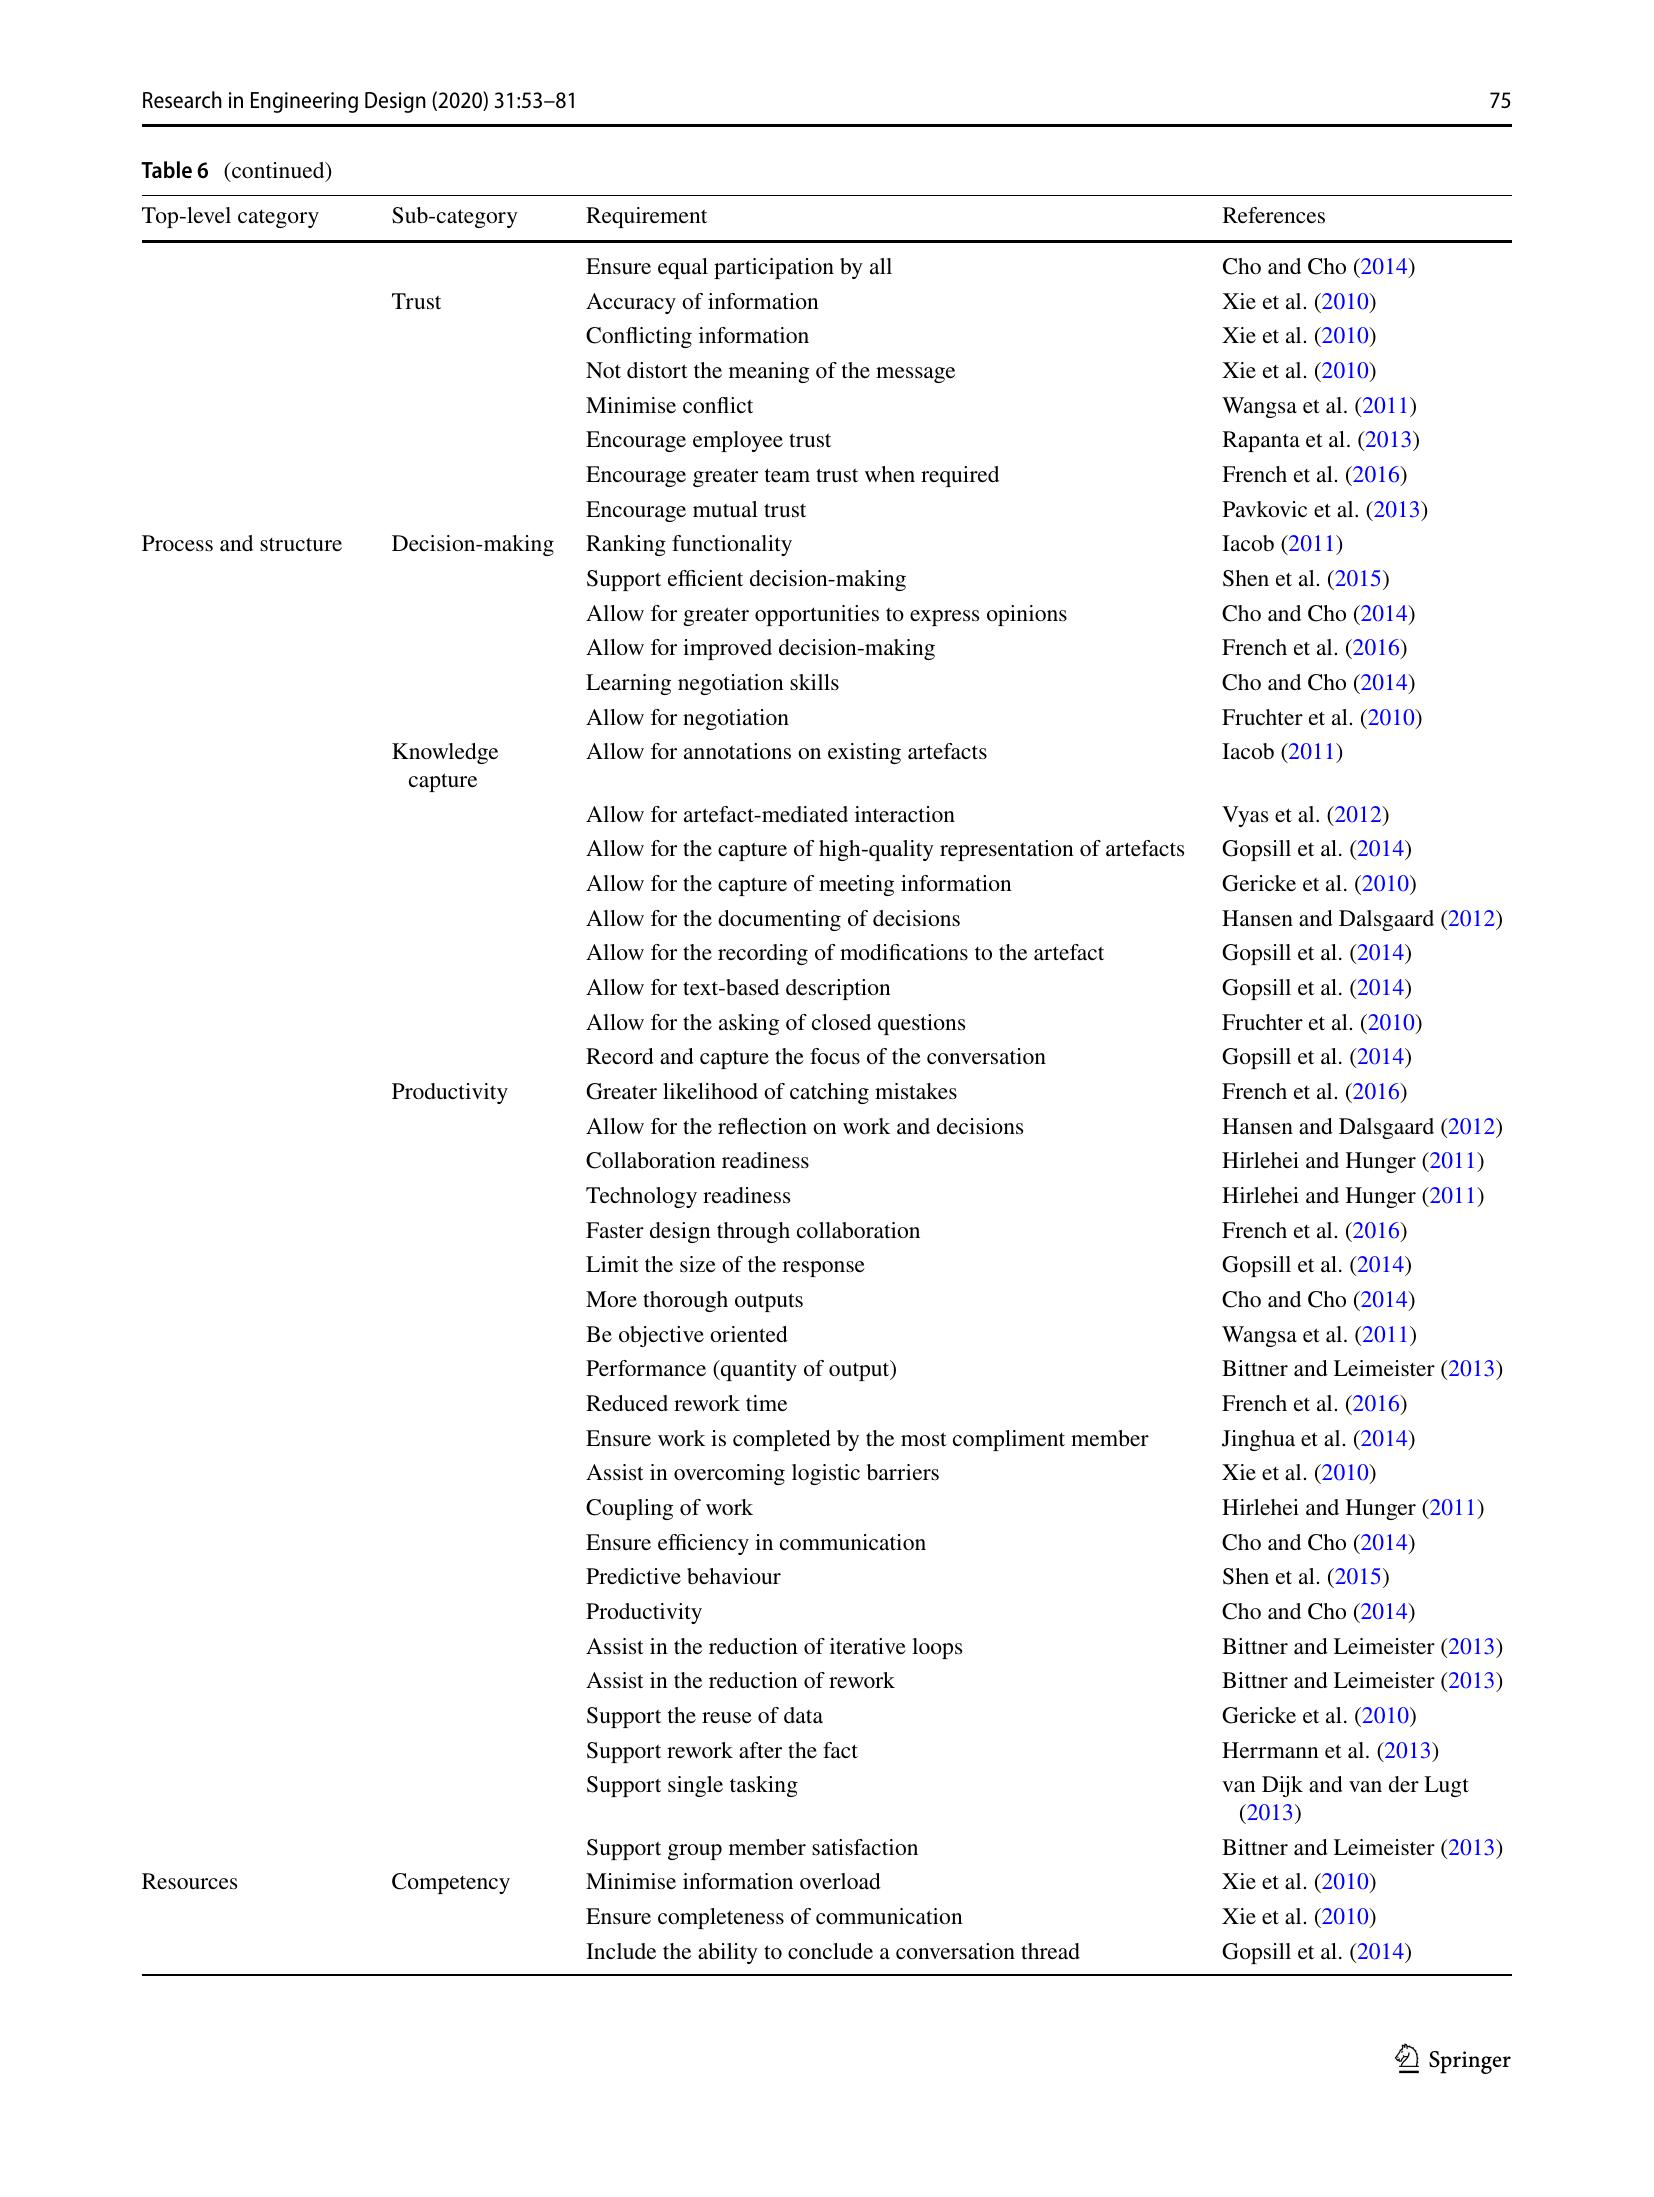 Research in Engineering Design (2020) 31:53–81 75
Table 6 (continued)
Top-level category Sub-category Requirement References
Ensure equal participation by all Cho and Cho (2014)
Trust Accuracy of information Xie et al. (2010)
Conflicting information Xie et al. (2010)
Not distort the meaning of the message Xie et al. (2010)
Minimise conflict Wangsa et al. (2011)
Encourage employee trust Rapanta et al. (2013)
Encourage greater team trust when required French et al. (2016)
Encourage mutual trust Pavkovic et al. (2013)
Process and structure Decision-making Ranking functionality Iacob (2011)
Support efficient decision-making Shen et al. (2015)
Allow for greater opportunities to express opinions Cho and Cho (2014)
Allow for improved decision-making French et al. (2016)
Learning negotiation skills Cho and Cho (2014)
Allow for negotiation Fruchter et al. (2010)
Knowledge Allow for annotations on existing artefacts Iacob (2011)
capture
Allow for artefact-mediated interaction Vyas et al. (2012)
Allow for the capture of high-quality representation of artefacts Gopsill et al. (2014)
Allow for the capture of meeting information Gericke et al. (2010)
Allow for the documenting of decisions Hansen and Dalsgaard (2012)
Allow for the recording of modifications to the artefact Gopsill et al. (2014)
Allow for text-based description Gopsill et al. (2014)
Allow for the asking of closed questions Fruchter et al. (2010)
Record and capture the focus of the conversation Gopsill et al. (2014)
Productivity Greater likelihood of catching mistakes French et al. (2016)
Allow for the reflection on work and decisions Hansen and Dalsgaard (2012)
Collaboration readiness Hirlehei and Hunger (2011)
Technology readiness Hirlehei and Hunger (2011)
Faster design through collaboration French et al. (2016)
Limit the size of the response Gopsill et al. (2014)
More thorough outputs Cho and Cho (2014)
Be objective oriented Wangsa et al. (2011)
Performance (quantity of output) Bittner and Leimeister (2013)
Reduced rework time French et al. (2016)
Ensure work is completed by the most compliment member Jinghua et al. (2014)
Assist in overcoming logistic barriers Xie et al. (2010)
Coupling of work Hirlehei and Hunger (2011)
Ensure efficiency in communication Cho and Cho (2014)
Predictive behaviour Shen et al. (2015)
Productivity Cho and Cho (2014)
Assist in the reduction of iterative loops Bittner and Leimeister (2013)
Assist in the reduction of rework Bittner and Leimeister (2013)
Support the reuse of data Gericke et al. (2010)
Support rework after the fact Herrmann et al. (2013)
Support single tasking van Dijk and van der Lugt
(2013)
Support group member satisfaction Bittner and Leimeister (2013)
Resources Competency Minimise information overload Xie et al. (2010)
Ensure completeness of communication Xie et al. (2010)
Include the ability to conclude a conversation thread Gopsill et al. (2014)
Springer